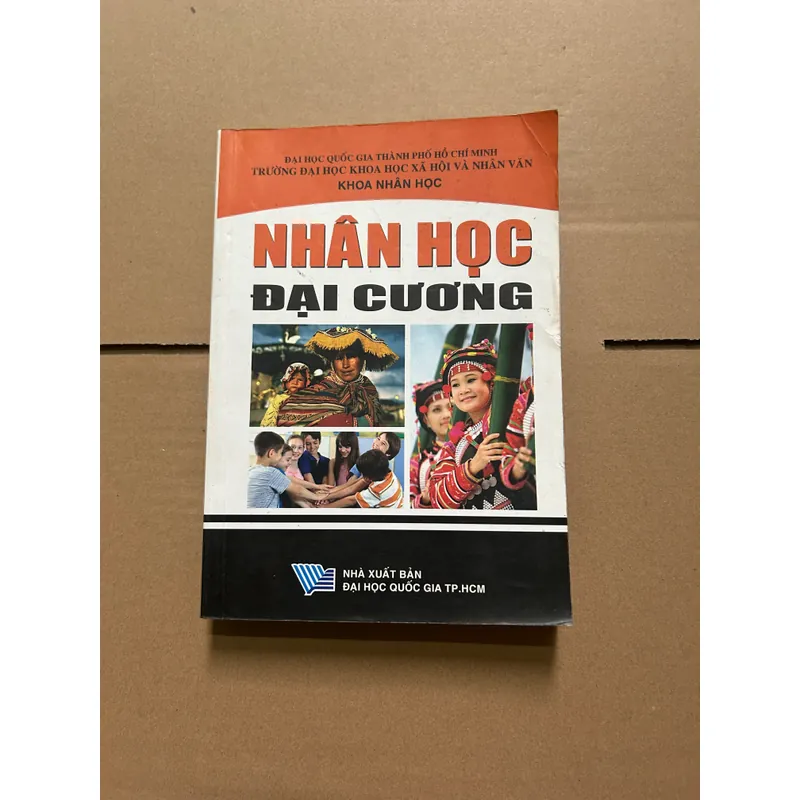 ĐẠI HỌC QUỐC GIA THÀNH PHỐ HỒ CHÍ MINH
TRƯỜNG ĐẠI HỌC KHOA HỌC XÃ HỘI VÀ NHÂN VĂN
KHOA NHÂN HỌC
NHÂN HỌC
ĐẠI CƯƠNG
NHÀ XUẤT BẢN
ĐẠI HỌC QUỐC GIA TP.HCM